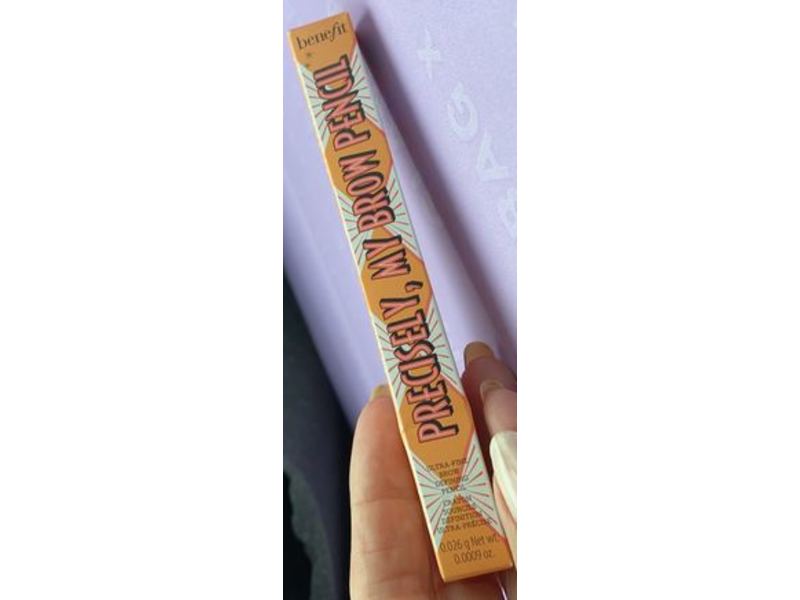 benefit
PRECISELY, MY BROW PENCIL
ULTRA-FINE
BROW
DEFINING
PENCIL
CRAYON
SOURCILS
DÉFINITION
ULTRA-PRÉCISE
0.026 g Net wt.
0.0009 oz.
RAG+